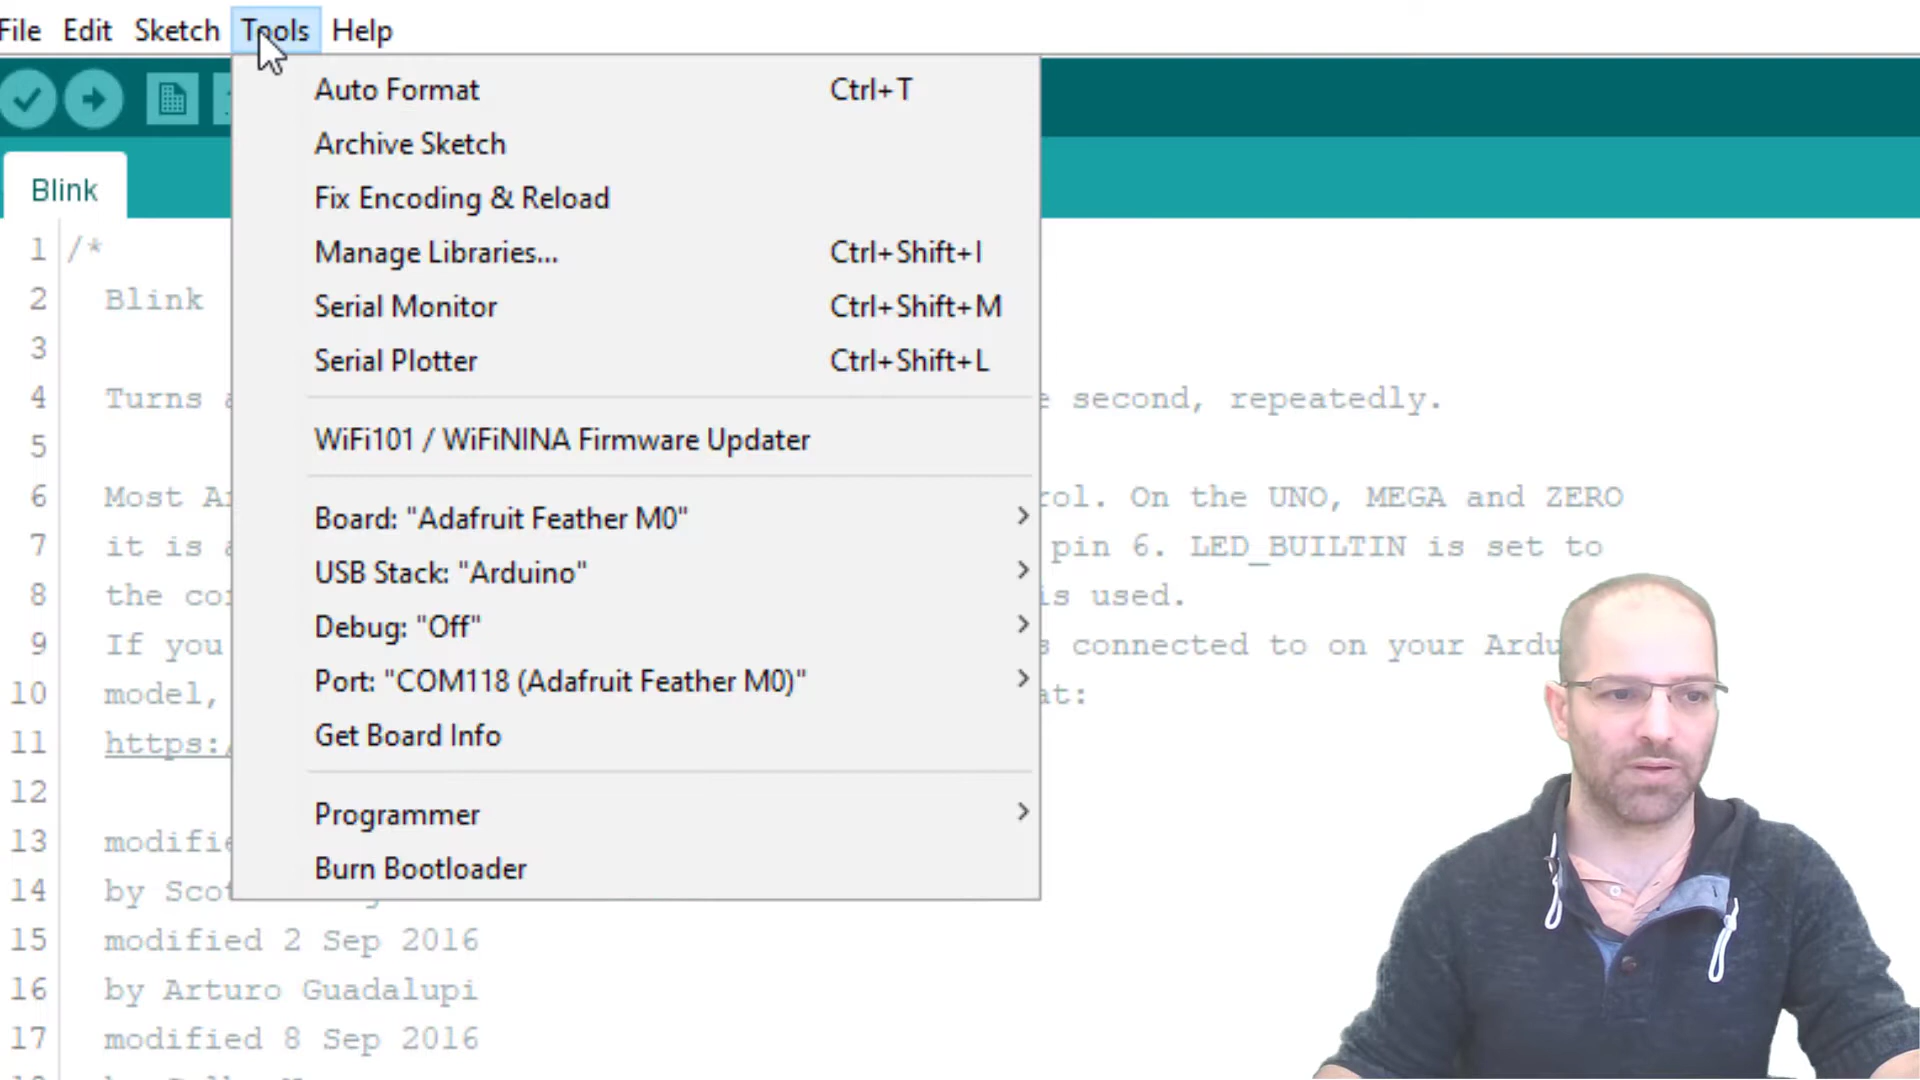 File Edit Sketch Tools Help
Auto Format Ctrl+T
Archive Sketch
Fix Encoding & Reload
Manage Libraries... Ctrl+Shift+I
Serial Monitor Ctrl+Shift+M
Serial Plotter Ctrl+Shift+L
WiFi101 / WiFiNINA Firmware Updater
Board: "Adafruit Feather M0"
USB Stack: "Arduino"
Debug: "Off"
Port: "COM118 (Adafruit Feather M0)"
Get Board Info
Programmer
Burn Bootloader
Blink
1 /*
2 Blink
3
4 Turns second, repeatedly.
5
6 Most On the UNO, MEGA and ZERO
7 it is pin 6. LED_BUILTIN is set to
8 the is used.
9 If you connected to on your
10 model,
11 https:/
12
13
14 by
15 modified 2 Sep 2016
16 by Arturo Guadalupi
17 modified 8 Sep 2016